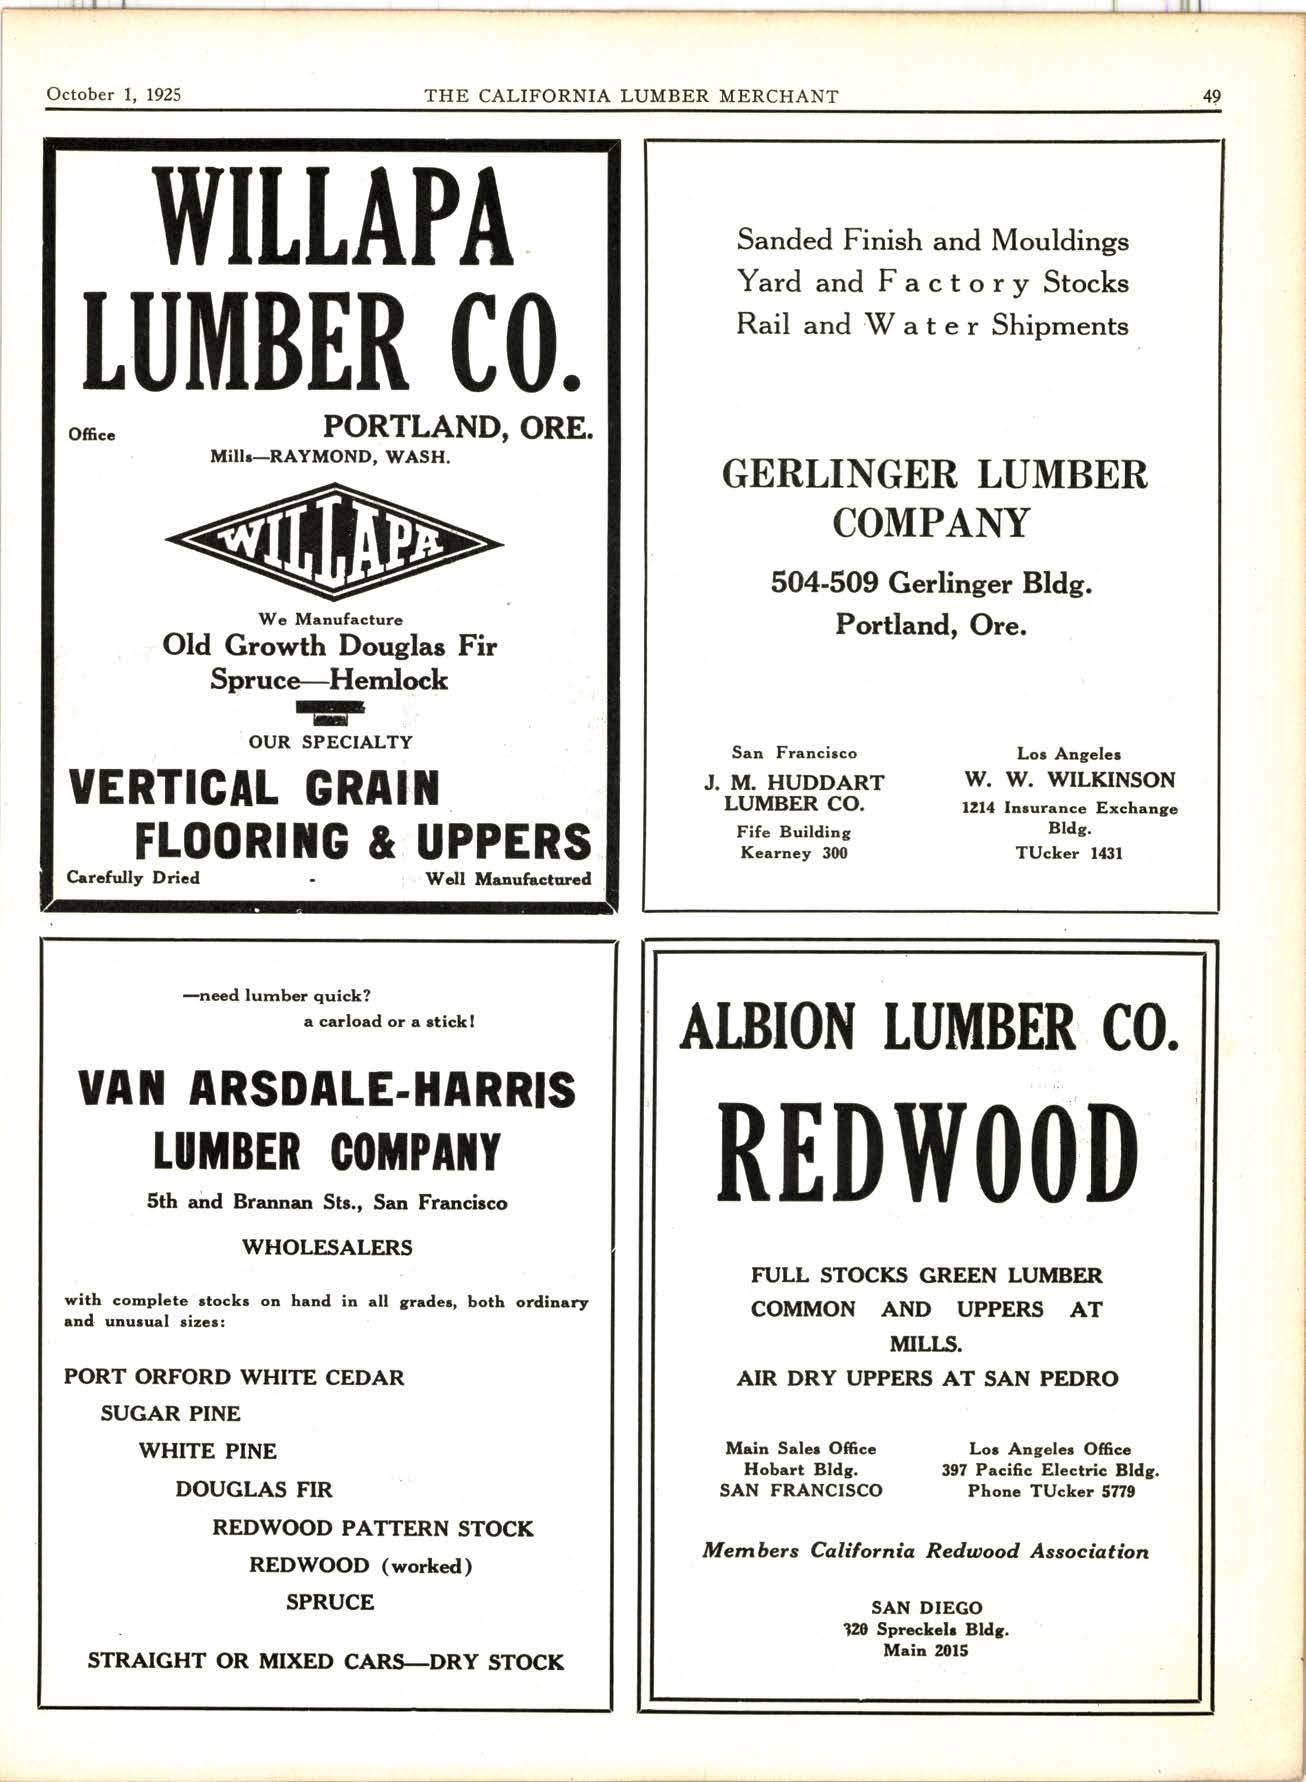 October 1, 1925
THE CALIFORNIA LUMBER MERCHANT
49
WILLAPA
LUMBER CO.
Office
PORTLAND, ORE.
Mills—RAYMOND, WASH.
WILLAPA
We Manufacture
Old Growth Douglas Fir
Spruce—Hemlock
OUR SPECIALTY
VERTICAL GRAIN
FLOORING & UPPERS
Carefully Dried - Well Manufactured
Sanded Finish and Mouldings
Yard and Factory Stocks
Rail and Water Shipments
GERLINGER LUMBER
COMPANY
504-509 Gerlinger Bldg.
Portland, Ore.
San Francisco
J. M. HUDDART
LUMBER CO.
Fife Building
Kearney 300
Los Angeles
W. W. WILKINSON
1214 Insurance Exchange
Bldg.
TUcker 1431
—need lumber quick?
a carload or a stick!
VAN ARSDALE-HARRIS
LUMBER COMPANY
5th and Brannan Sts., San Francisco
WHOLESALERS
with complete stocks on hand in all grades, both ordinary
and unusual sizes:
PORT ORFORD WHITE CEDAR
SUGAR PINE
WHITE PINE
DOUGLAS FIR
REDWOOD PATTERN STOCK
REDWOOD (worked)
SPRUCE
STRAIGHT OR MIXED CARS—DRY STOCK
ALBION LUMBER CO.
REDWOOD
FULL STOCKS GREEN LUMBER
COMMON AND UPPERS AT
MILLS.
AIR DRY UPPERS AT SAN PEDRO
Main Sales Office
Hobart Bldg.
SAN FRANCISCO
Los Angeles Office
397 Pacific Electric Bldg.
Phone TUcker 5779
Members California Redwood Association
SAN DIEGO
320 Spreckels Bldg.
Main 2015